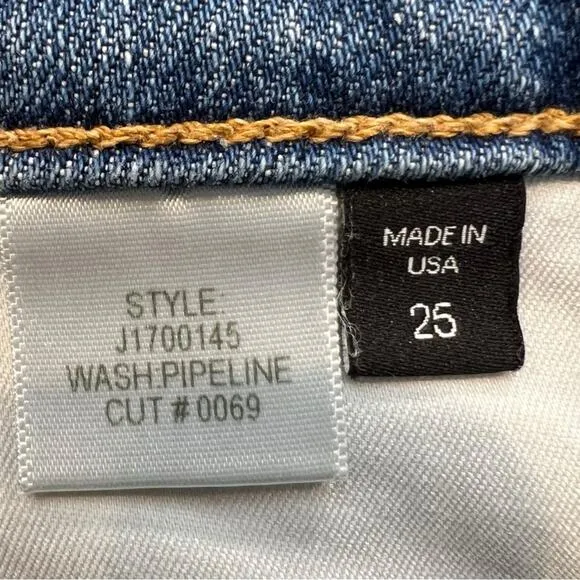 STYLE:
J1700145
WASH:PIPELINE
CUT # 0069
MADE IN
USA
25